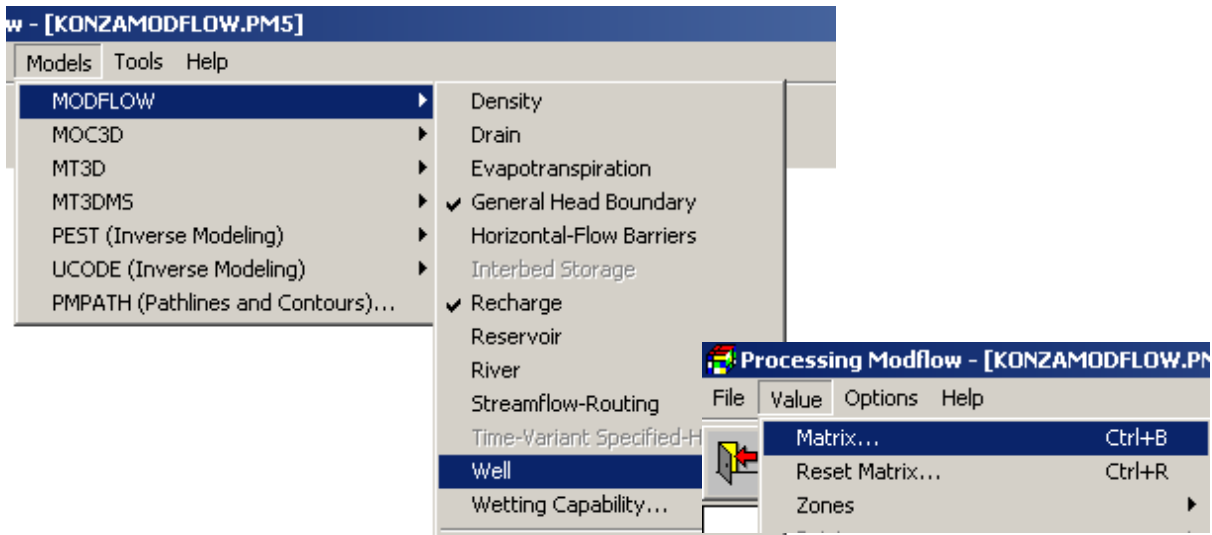 w - [KONZAMODFLOW.PM5]
Models Tools Help
MODFLOW
MOC3D
MT3D
MT3DMS
PEST (Inverse Modeling)
UCODE (Inverse Modeling)
PMPATH (Pathlines and Contours)...
Density
Drain
Evapotranspiration
General Head Boundary
Horizontal-Flow Barriers
Interbed Storage
Recharge
Reservoir
River
Streamflow-Routing
Time-Variant Specified-H
Well
Wetting Capability...
Processing Modflow - [KONZAMODFLOW.PM
File Value Options Help
Matrix... Ctrl+B
Reset Matrix... Ctrl+R
Zones